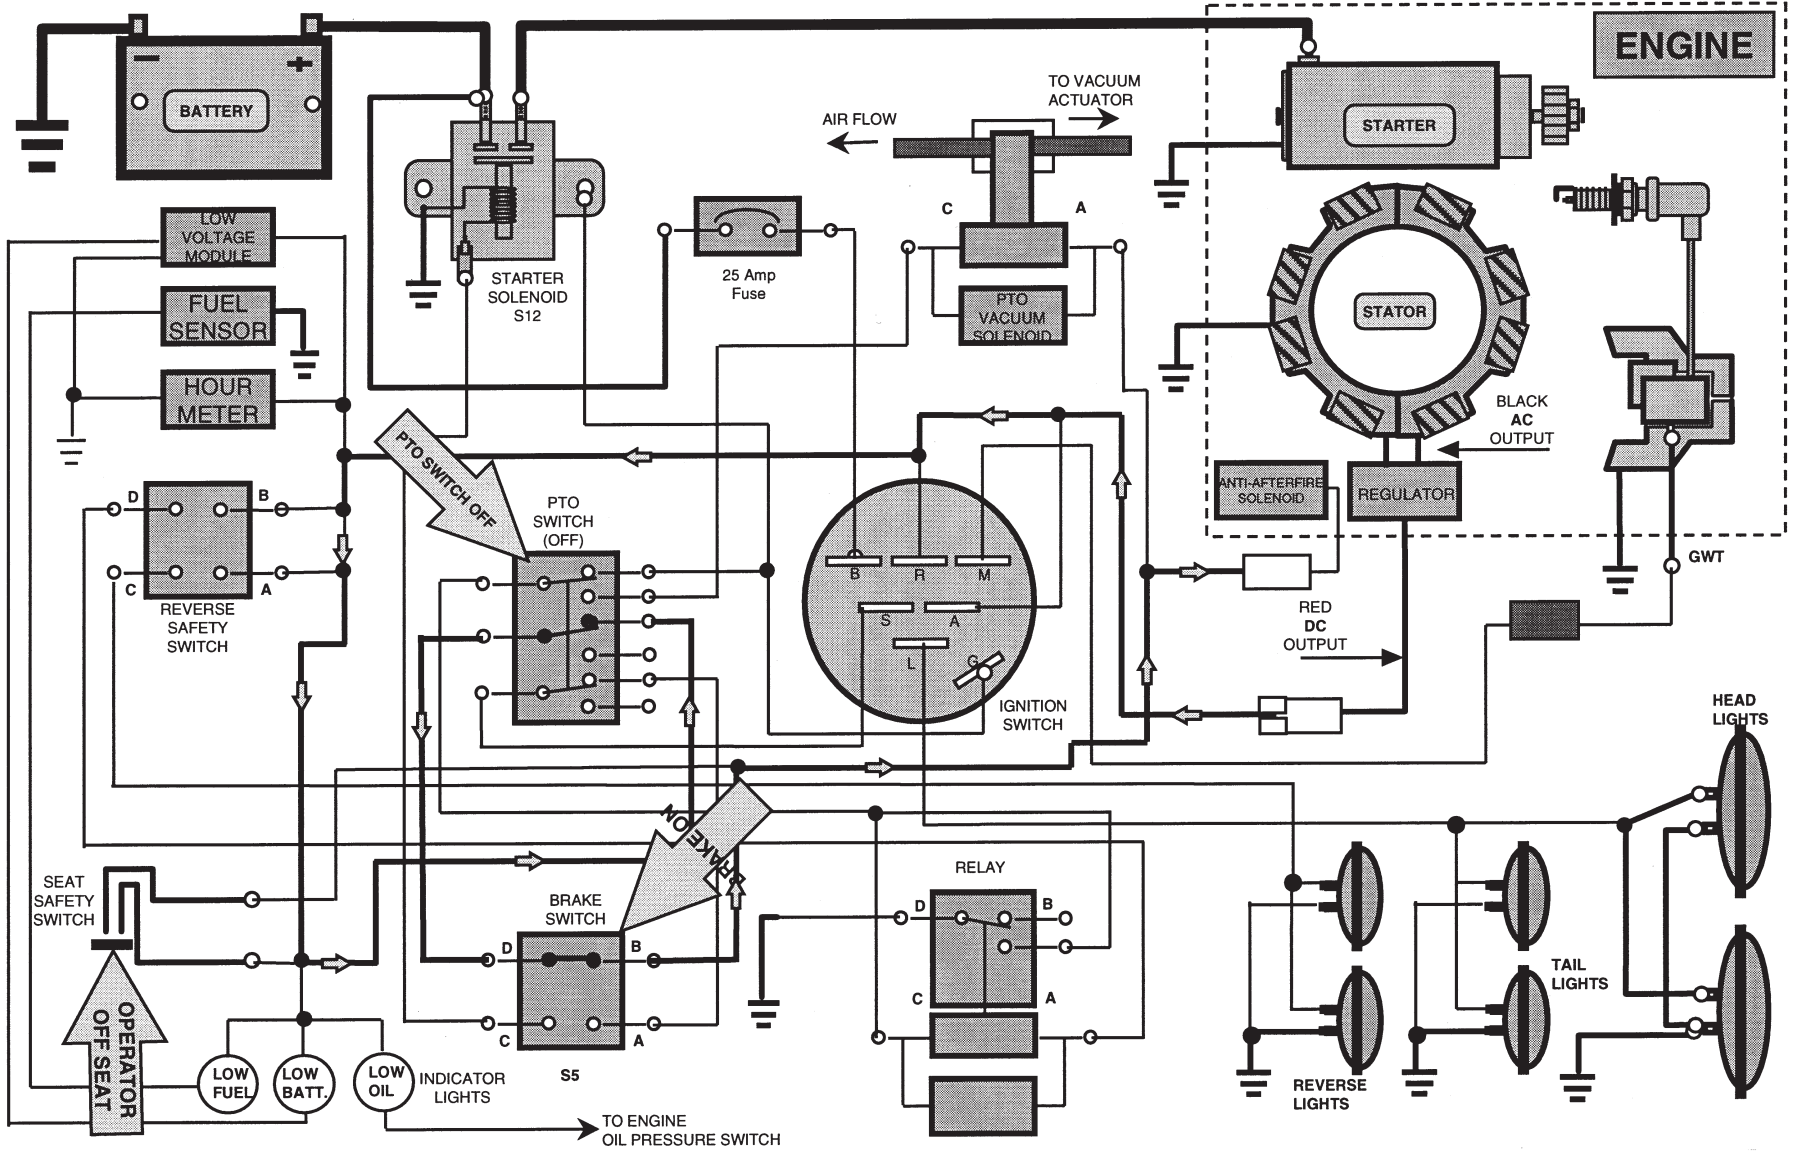 ENGINE
BATTERY
TO VACUUM
ACTUATOR
AIR FLOW
STARTER
C
A
LOW
VOLTAGE
MODULE
FUEL
SENSOR
HOUR
METER
STARTER
SOLENOID
S12
25 Amp
Fuse
PTO
VACUUM
SOLENOID
STATOR
BLACK
AC
OUTPUT
ANTI-AFTERFIRE
SOLENOID
REGULATOR
PTO SWITCH OFF
D
B
C
A
REVERSE
SAFETY
SWITCH
PTO
SWITCH
(OFF)
B
R
M
S
A
L
G
IGNITION
SWITCH
RED
DC
OUTPUT
GWT
HEAD
LIGHTS
BRAKE ON
SEAT
SAFETY
SWITCH
OPERATOR
OFF SEAT
BRAKE
SWITCH
D
B
C
A
S5
RELAY
D
B
C
A
TAIL
LIGHTS
REVERSE
LIGHTS
LOW
FUEL
LOW
BATT.
LOW
OIL
INDICATOR
LIGHTS
TO ENGINE
OIL PRESSURE SWITCH